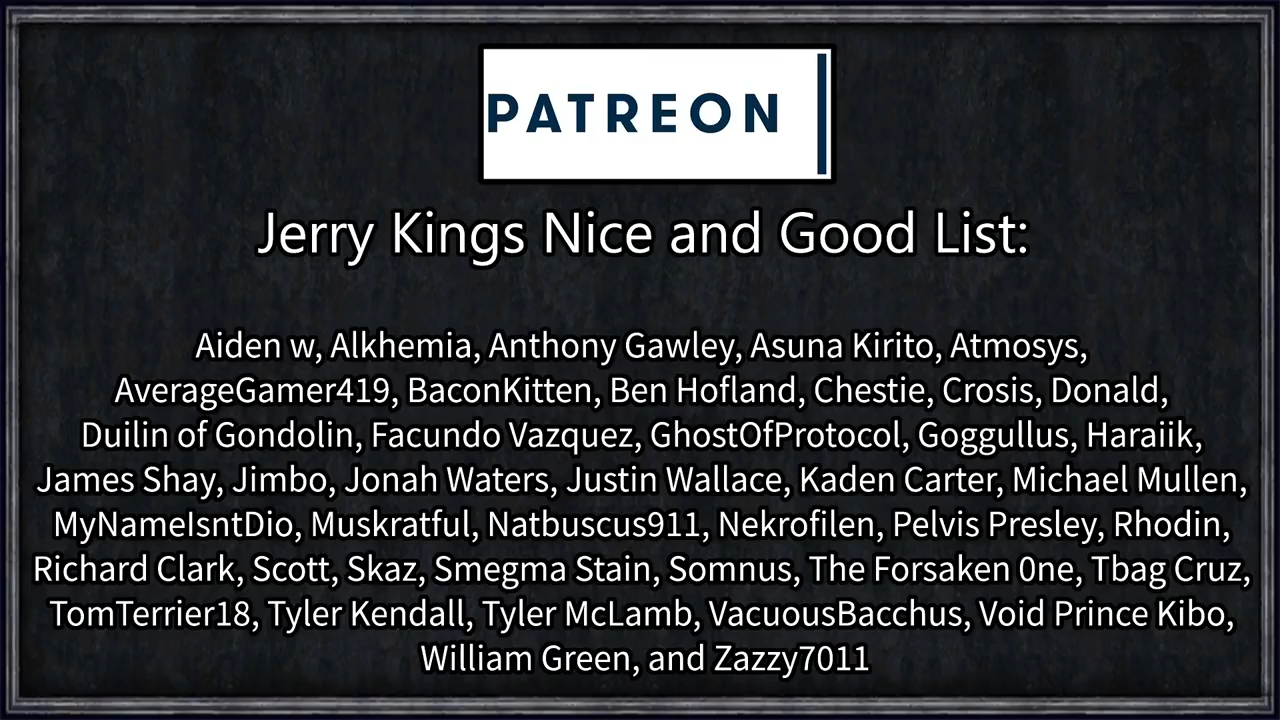 PATREON
Jerry Kings Nice and Good List:
Aiden w, Alkhemia, Anthony Gawley, Asuna Kirito, Atmosys,
AverageGamer419, BaconKitten, Ben Hofland, Chestie, Crosis, Donald,
Duilin of Gondolin, Facundo Vazquez, GhostOfProtocol, Goggullus, Haraiik,
James Shay, Jimbo, Jonah Waters, Justin Wallace, Kaden Carter, Michael Mullen,
MyNameIsntDio, Muskratful, Natbuscus911, Nekrofilen, Pelvis Presley, Rhodin,
Richard Clark, Scott, Skaz, Smegma Stain, Somnus, The Forsaken 0ne, Tbag Cruz,
TomTerrier18, Tyler Kendall, Tyler McLamb, VacuousBacchus, Void Prince Kibo,
William Green, and Zazzy7011